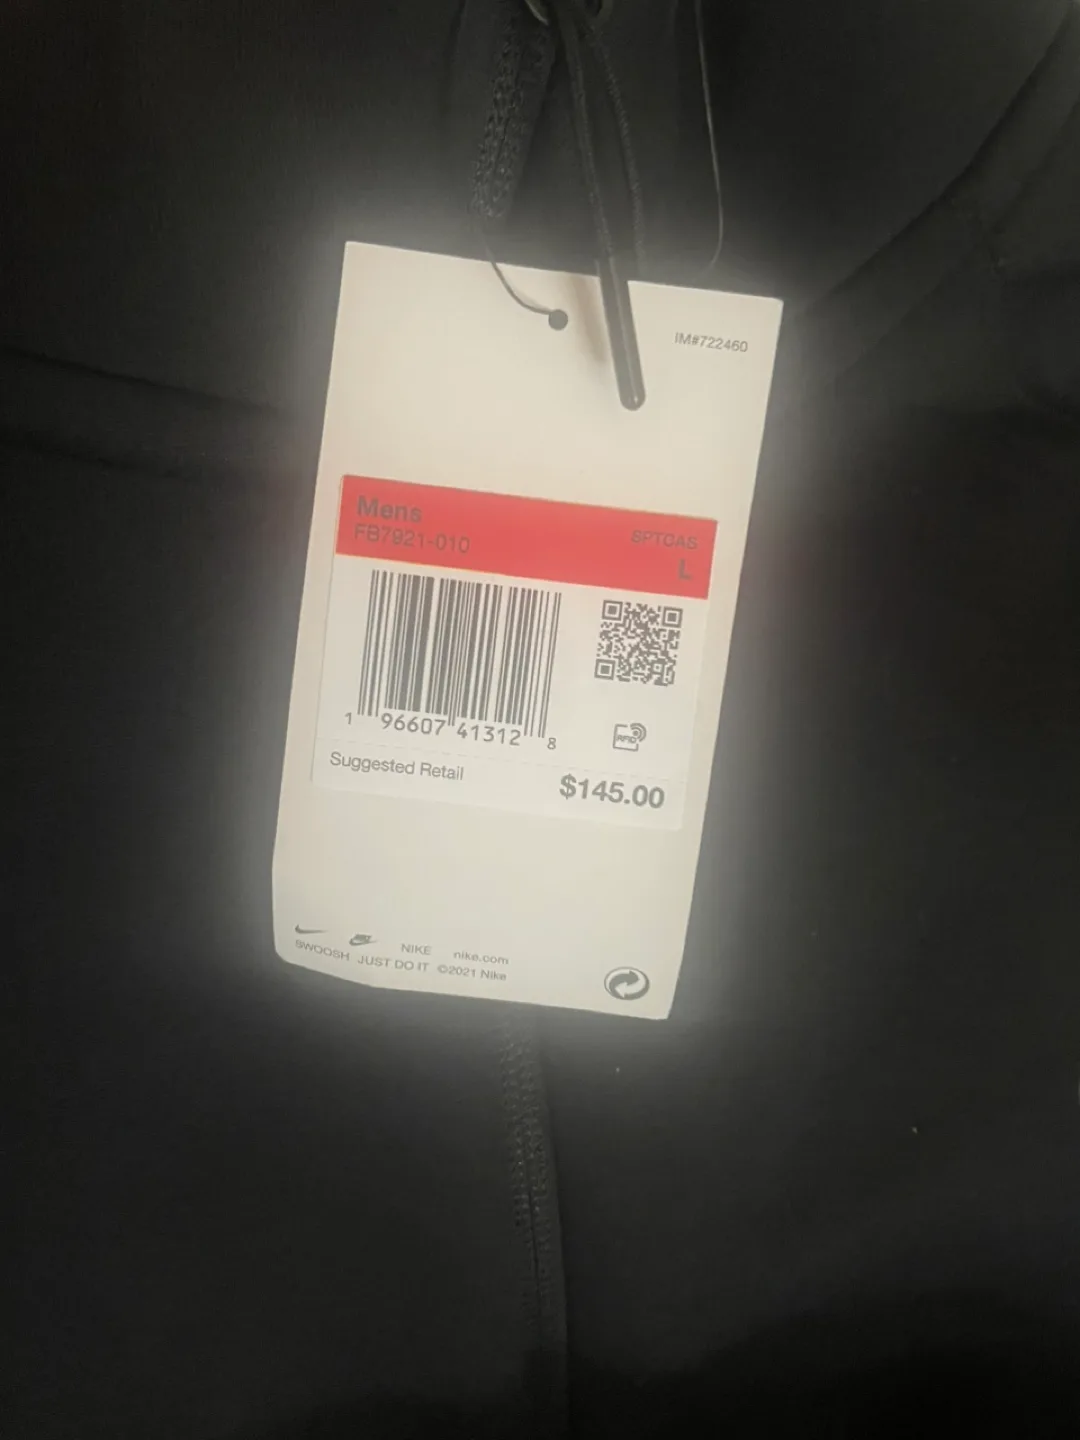 IM#722460
Mens
FB7921-010
SPTCAS
L
1 96607 41312 8
RFID
Suggested Retail
$145.00
NIKE nike.com
SWOOSH JUST DO IT ©2021 Nike